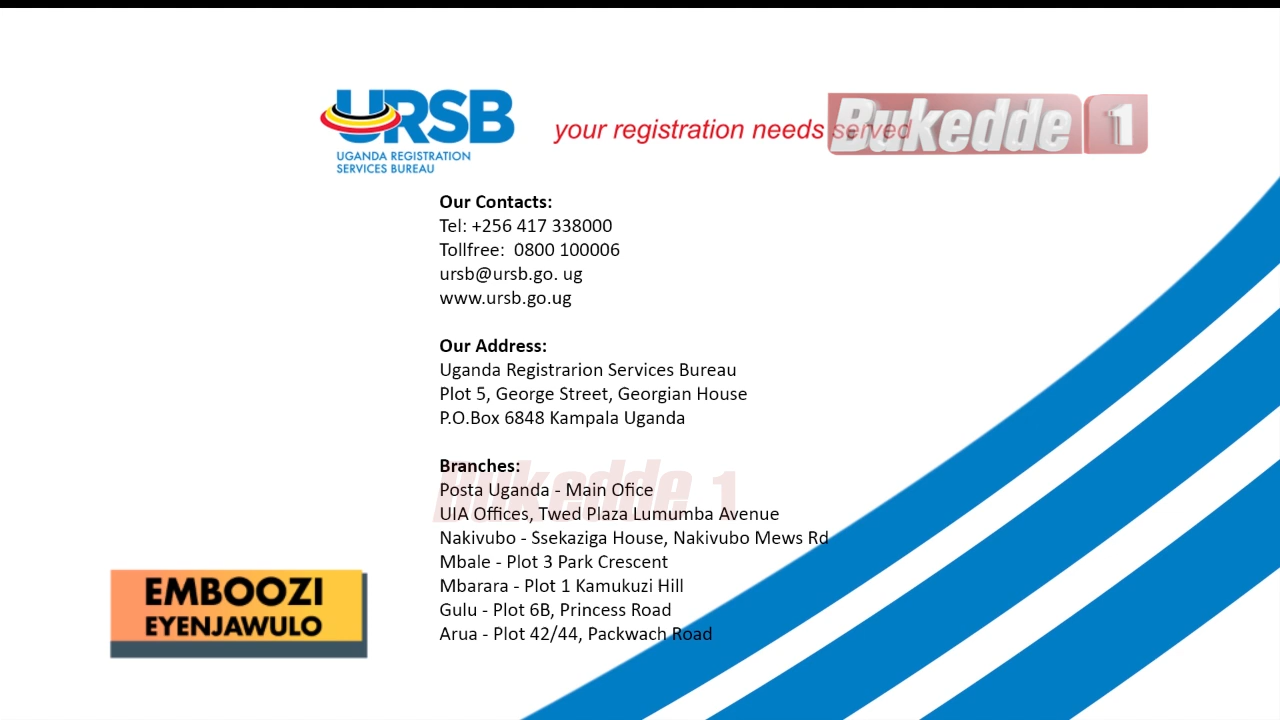 URSB
UGANDA REGISTRATION
SERVICES BUREAU
your registration needs served
Bukedde 1
Our Contacts:
Tel: +256 417 338000
Tollfree:  0800 100006
ursb@ursb.go. ug
www.ursb.go.ug
Our Address:
Uganda Registrarion Services Bureau
Plot 5, George Street, Georgian House
P.O.Box 6848 Kampala Uganda
Branches:
Bukedde 1
Posta Uganda - Main Ofice
UIA Offices, Twed Plaza Lumumba Avenue
Nakivubo - Ssekaziga House, Nakivubo Mews Rd
Mbale - Plot 3 Park Crescent
Mbarara - Plot 1 Kamukuzi Hill
Gulu - Plot 6B, Princess Road
Arua - Plot 42/44, Packwach Road
EMBOOZI
EYENJAWULO